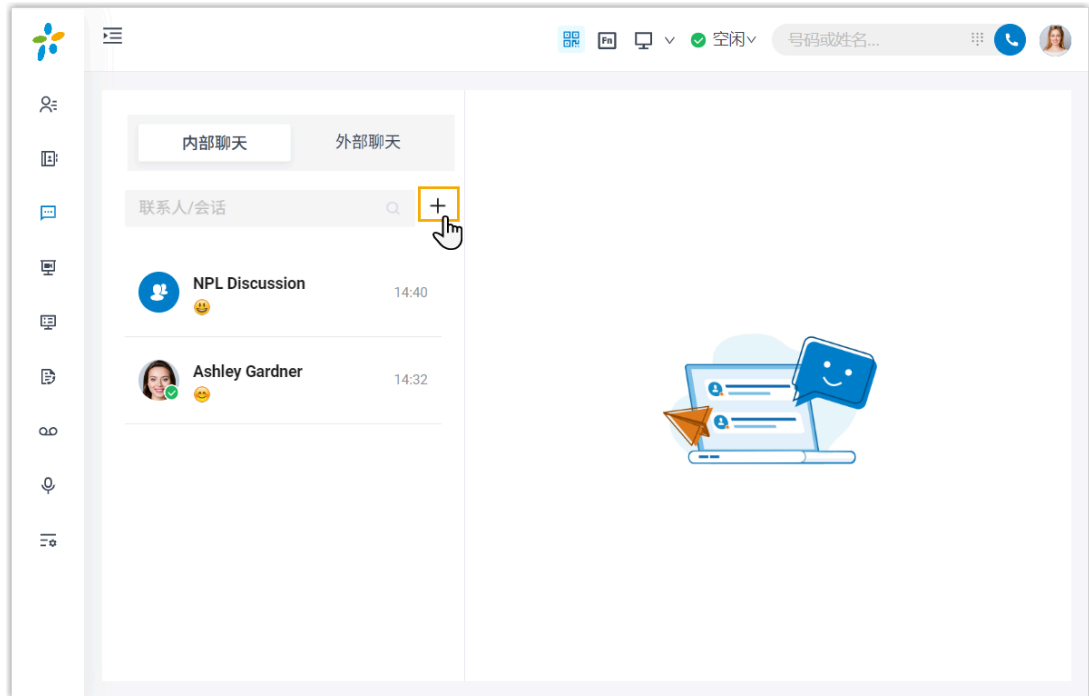 Fn
空闲
号码或姓名...
内部聊天
外部聊天
联系人/会话
NPL Discussion
14:40
Ashley Gardner
14:32